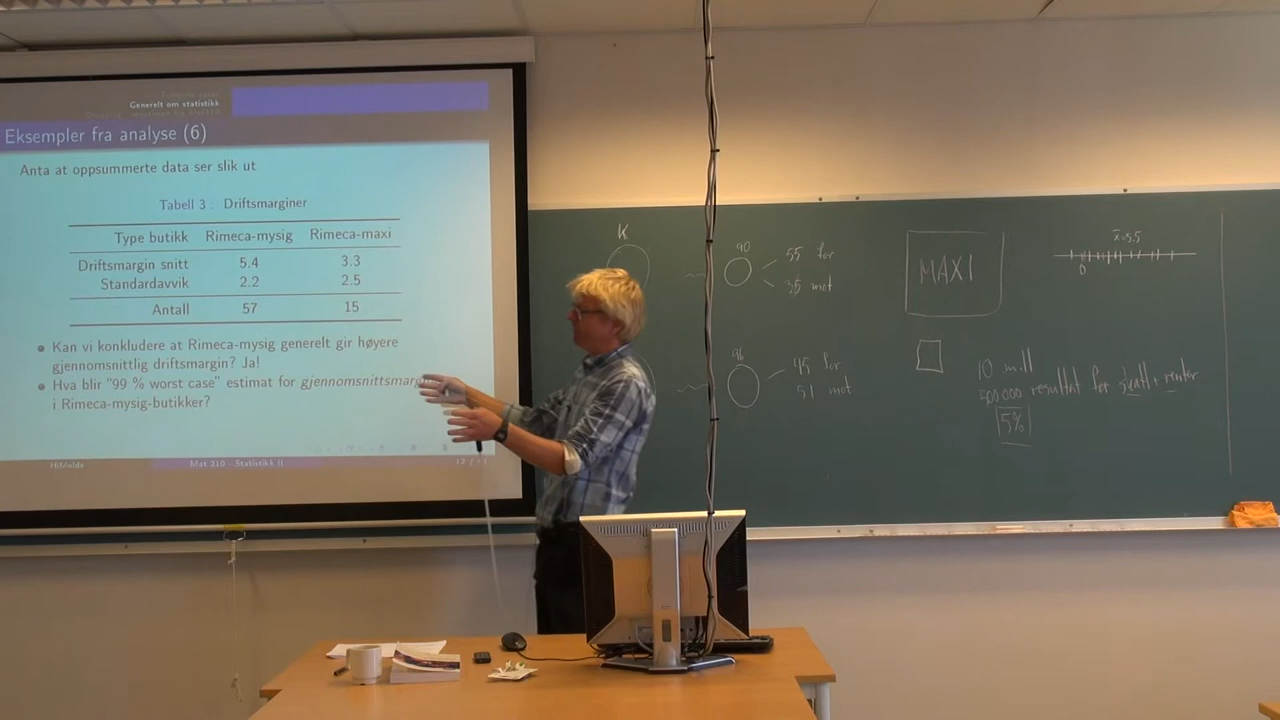 Generelt om statistikk
Eksempler fra analyse (6)
Anta at oppsummerte data ser slik ut
Tabell 3 : Driftsmarginer
Type butikk Rimeca-mysig Rimeca-maxi
Driftsmargin snitt 5.4 3.3
Standardavvik 2.2 2.5
Antall 57 15
Kan vi konkludere at Rimeca-mysig generelt gir høyere
gjennomsnittlig driftsmargin? Ja!
Hva blir "99 % worst case" estimat for
i Rimeca-mysig-butikker?
HiMolde Mat 210 - Statistikk II
K
90
55 for
35 mot
96
45 for
51 mot
MAXI
x̄=5.5
0
10 mill
500 000 resultat for skatt + renter
5%